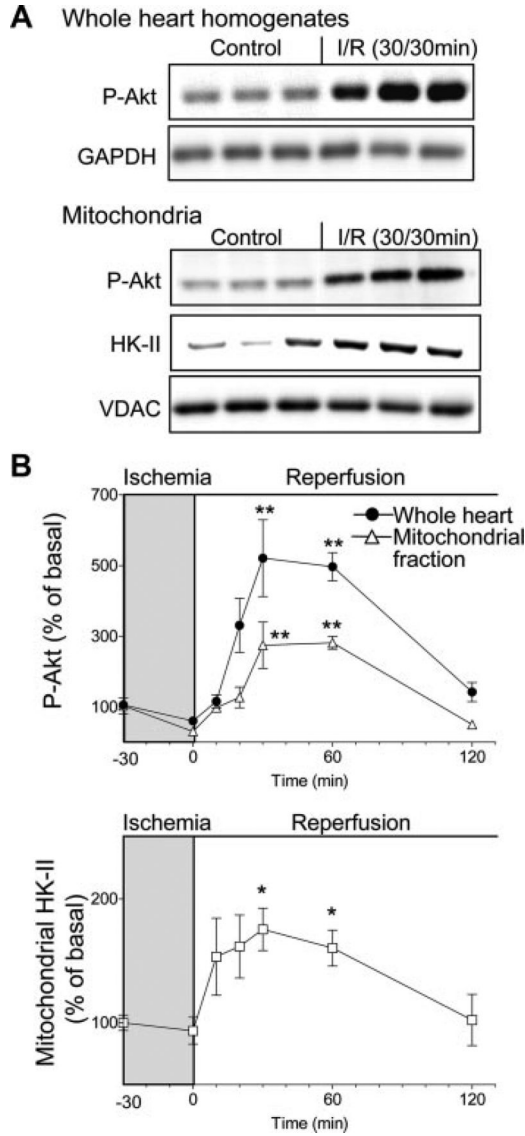 A Whole heart homogenates
Control I/R (30/30min)
P-Akt
GAPDH
Mitochondria
Control I/R (30/30min)
P-Akt
HK-II
VDAC
B
Ischemia Reperfusion
700
500
300
100
P-Akt (% of basal)
** **
** **
Whole heart
Mitochondrial
fraction
-30 0 60 120
Time (min)
Ischemia Reperfusion
200
100
Mitochondrial HK-II
(% of basal)
* *
-30 0 60 120
Time (min)